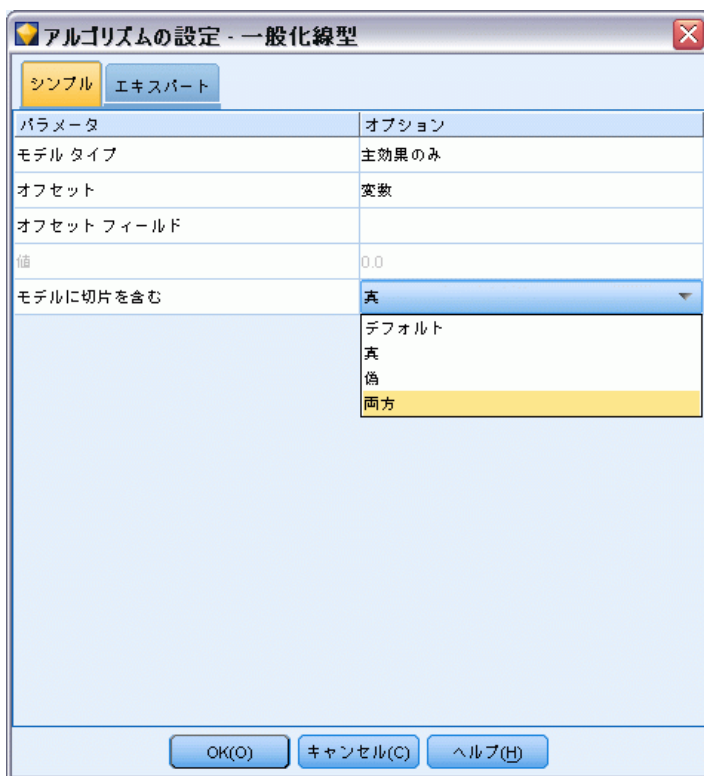 アルゴリズムの設定 - 一般化線型
シンプル エキスパート
パラメータ オプション
モデル タイプ 主効果のみ
オフセット 変数
オフセット フィールド
値 0.0
モデルに切片を含む 真
デフォルト
真
偽
両方
OK(O) キャンセル(C) ヘルプ(H)